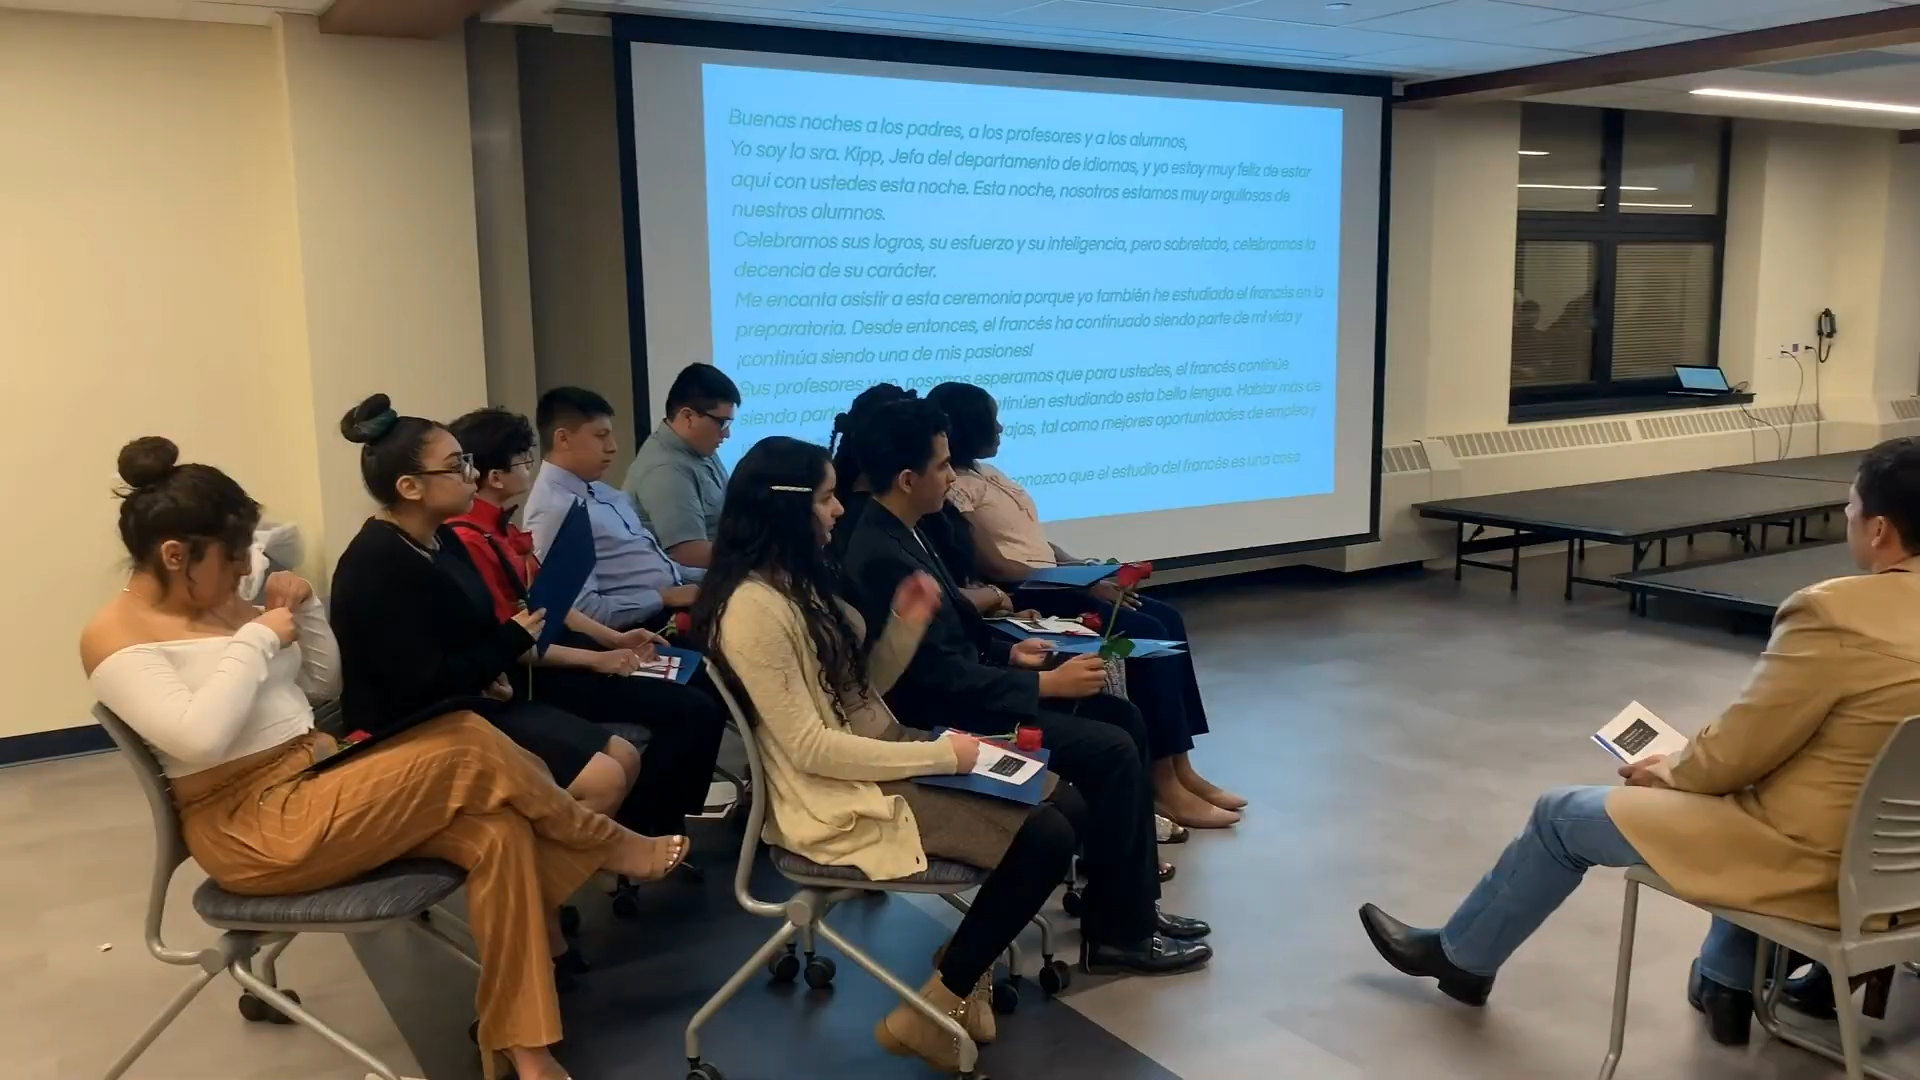 Buenas noches a los padres, a los profesores y a los alumnos,
Yo soy la sra. Kipp, Jefa del departamento de idiomas, y yo estoy muy feliz de estar
aquí con ustedes esta noche. Esta noche, nosotros estamos muy orgullosos de
nuestros alumnos.
Celebramos sus logros, su esfuerzo y su inteligencia, pero sobretodo, celebramos la
decencia de su carácter.
Me encanta asistir a esta ceremonia porque yo también he estudiado el francés en la
preparatoria. Desde entonces, el francés ha continuado siendo parte de mi vida y
¡continúa siendo una de mis pasiones!
Sus profesores y yo, nosotros esperamos que para ustedes, el francés continúe
siendo estudiando esta bella lengua. Hablar más de
tal como mejores oportunidades de empleo y
que el estudio del francés es una cosa